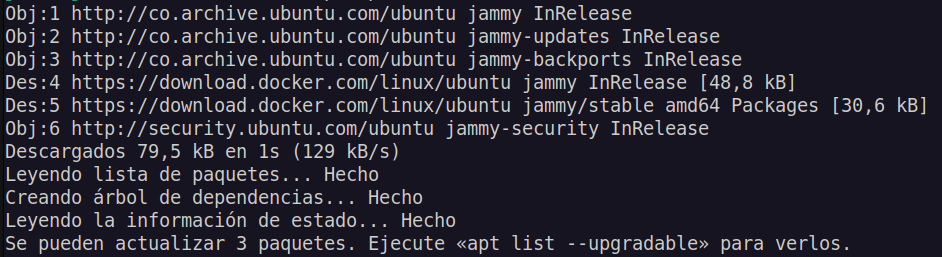 Obj:1 http://co.archive.ubuntu.com/ubuntu jammy InRelease
Obj:2 http://co.archive.ubuntu.com/ubuntu jammy-updates InRelease
Obj:3 http://co.archive.ubuntu.com/ubuntu jammy-backports InRelease
Des:4 https://download.docker.com/linux/ubuntu jammy InRelease [48,8 kB]
Des:5 https://download.docker.com/linux/ubuntu jammy/stable amd64 Packages [30,6 kB]
Obj:6 http://security.ubuntu.com/ubuntu jammy-security InRelease
Descargados 79,5 kB en 1s (129 kB/s)
Leyendo lista de paquetes... Hecho
Creando árbol de dependencias... Hecho
Leyendo la información de estado... Hecho
Se pueden actualizar 3 paquetes. Ejecute «apt list --upgradable» para verlos.